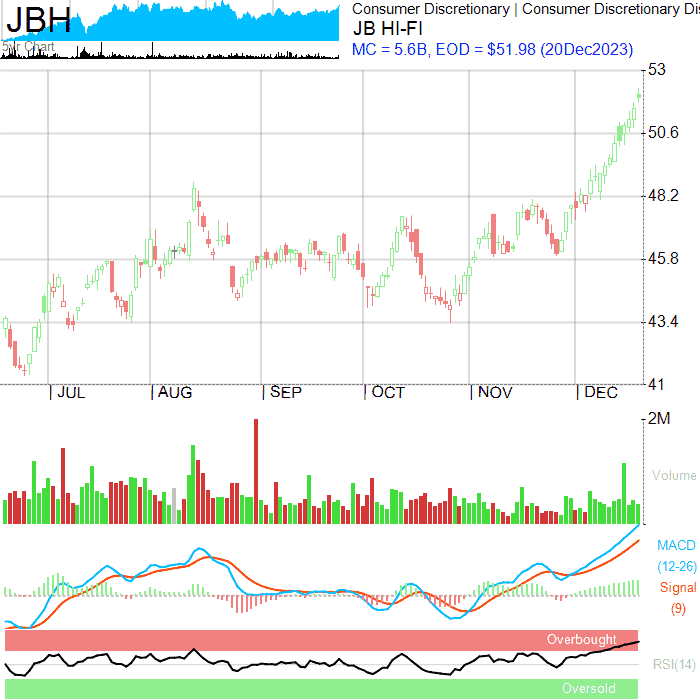 JBH
5yr Chart
Consumer Discretionary | Consumer Discretionary Dis
JB HI-FI
MC = 5.6B, EOD = $51.98 (20Dec2023)
53
50.6
48.2
45.8
43.4
41
JUL AUG SEP OCT NOV DEC
2M
Volume
MACD
(12-26)
Signal
(9)
Overbought
RSI(14)
Oversold